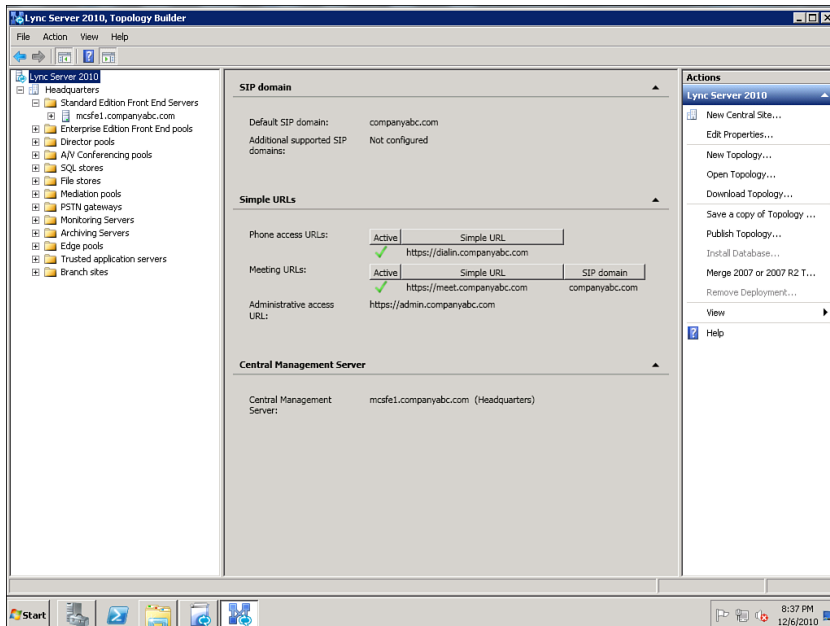 Lync Server 2010, Topology Builder
File Action View Help
Lync Server 2010
Headquarters
Standard Edition Front End Servers
mcsfe1.companyabc.com
Enterprise Edition Front End pools
Director pools
A/V Conferencing pools
SQL stores
File stores
Mediation pools
PSTN gateways
Monitoring Servers
Archiving Servers
Edge pools
Trusted application servers
Branch sites
SIP domain
Default SIP domain: companyabc.com
Additional supported SIP Not configured
domains:
Simple URLs
Phone access URLs: Active Simple URL
https://dialin.companyabc.com
Meeting URLs: Active Simple URL SIP domain
https://meet.companyabc.com companyabc.com
Administrative access https://admin.companyabc.com
URL:
Central Management Server
Central Management mcsfe1.companyabc.com (Headquarters)
Server:
Actions
Lync Server 2010
New Central Site...
Edit Properties...
New Topology...
Open Topology...
Download Topology...
Save a copy of Topology ...
Publish Topology...
Install Database...
Merge 2007 or 2007 R2 T...
Remove Deployment...
View
Help
Start
8:37 PM
12/6/2010